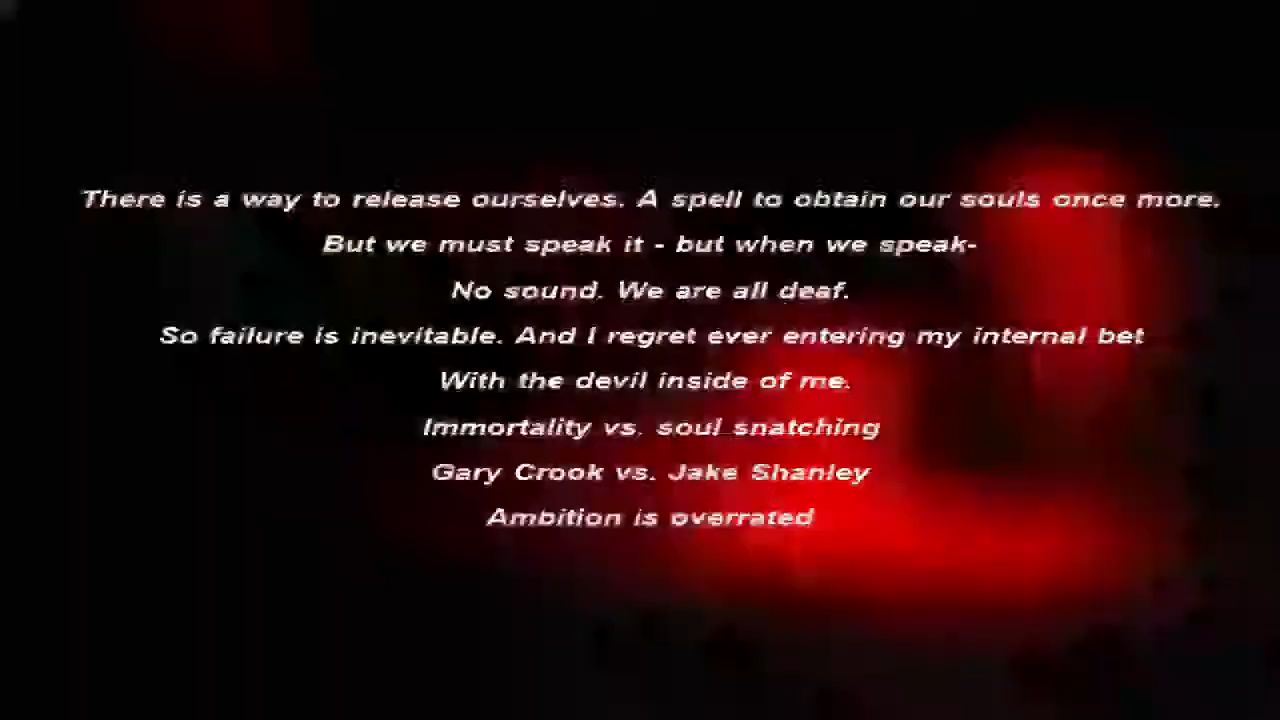 There is a way to release ourselves. A spell to obtain our souls once more.
But we must speak it - but when we speak-
No sound. We are all deaf.
So failure is inevitable. And I regret ever entering my internal bet
With the devil inside of me.
Immortality vs. soul snatching
Gary Crook vs. Jake Shanley
Ambition is overrated